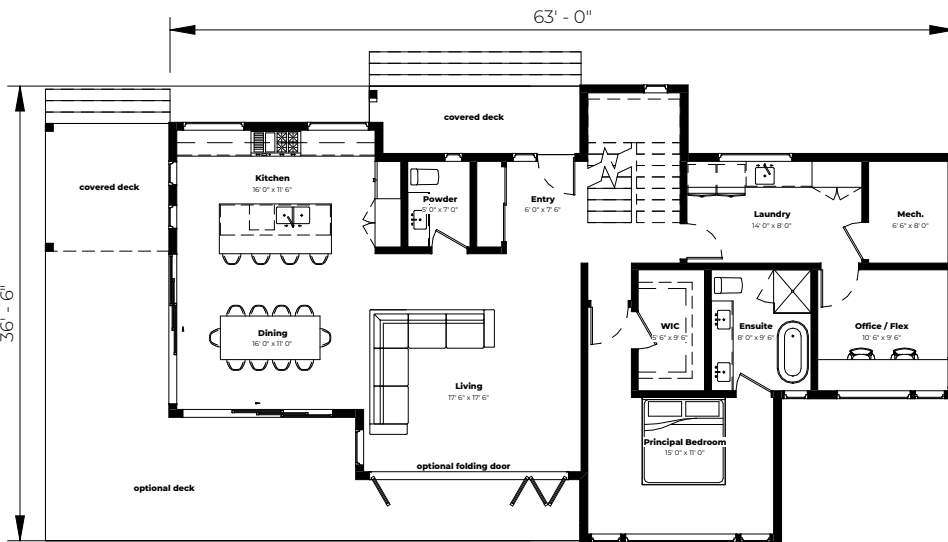 63' - 0"
covered deck
Kitchen
16' 0" x 11' 6"
covered deck
Powder
5' 0" x 7' 0"
Entry
6' 0" x 7' 6"
Laundry
14' 0" x 8' 0"
Mech.
6' 6" x 8' 0"
36' - 6"
Dining
16' 0" x 11' 0"
WIC
5' 6" x 9' 6"
Ensuite
8' 0" x 9' 6"
Office / Flex
10' 6" x 9' 6"
Living
17' 6" x 17' 6"
Principal Bedroom
15' 0" x 11' 0"
optional folding door
optional deck